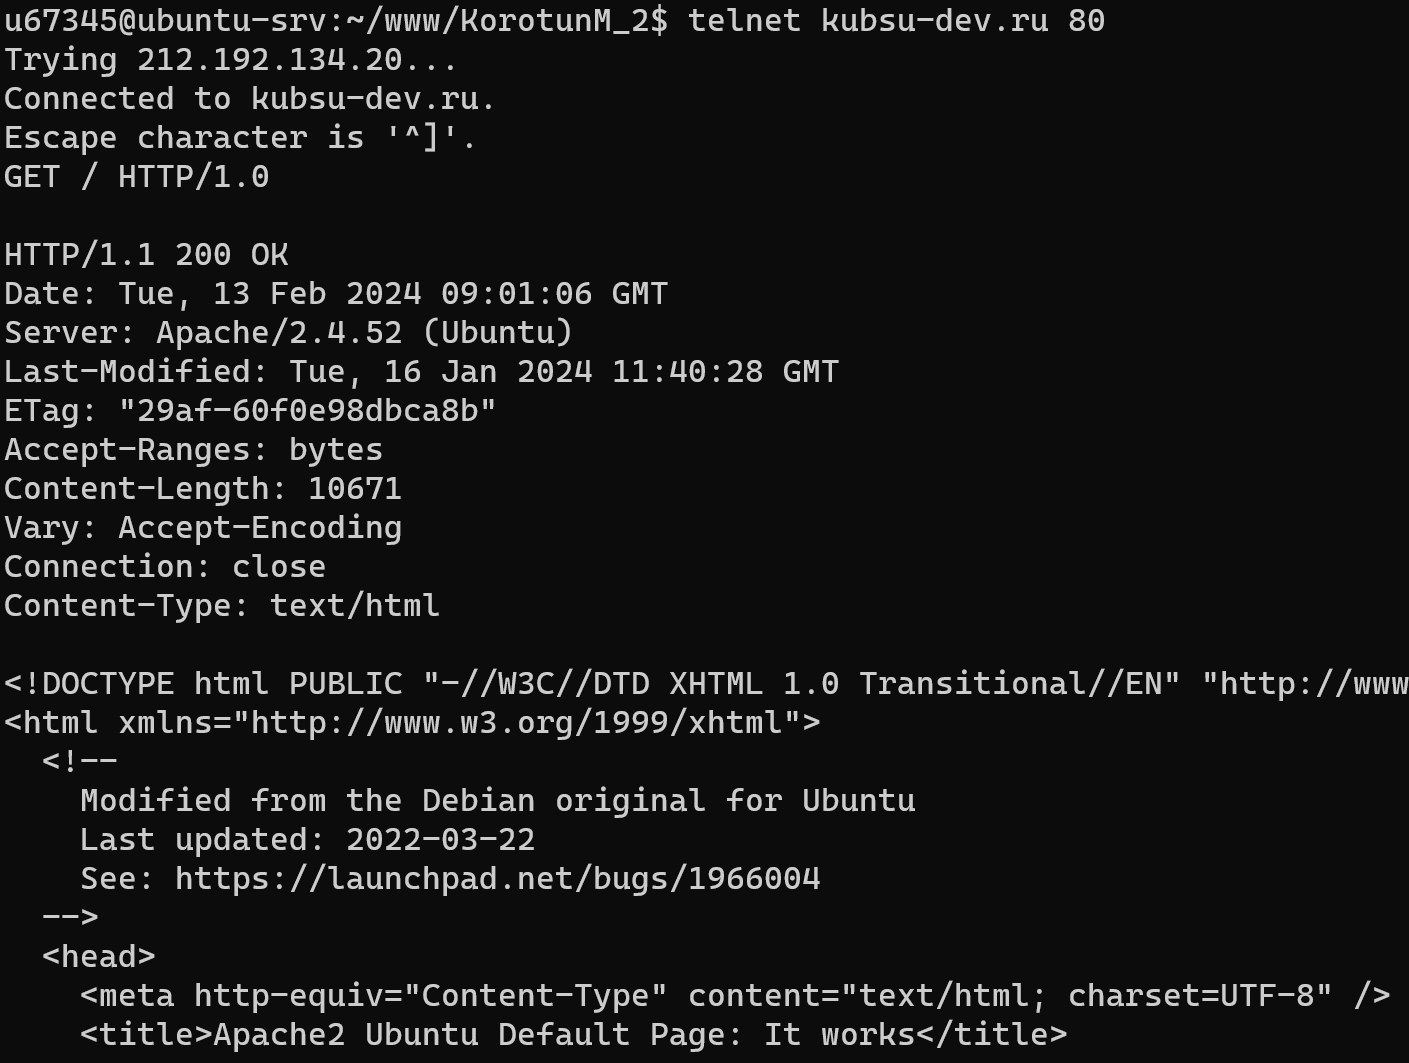 u67345@ubuntu-srv:~/www/KorotunM_2$ telnet kubsu-dev.ru 80
Trying 212.192.134.20...
Connected to kubsu-dev.ru.
Escape character is '^]'.
GET / HTTP/1.0

HTTP/1.1 200 OK
Date: Tue, 13 Feb 2024 09:01:06 GMT
Server: Apache/2.4.52 (Ubuntu)
Last-Modified: Tue, 16 Jan 2024 11:40:28 GMT
ETag: "29af-60f0e98dbca8b"
Accept-Ranges: bytes
Content-Length: 10671
Vary: Accept-Encoding
Connection: close
Content-Type: text/html

<!DOCTYPE html PUBLIC "-//W3C//DTD XHTML 1.0 Transitional//EN" "http://www
<html xmlns="http://www.w3.org/1999/xhtml">
  <!--
    Modified from the Debian original for Ubuntu
    Last updated: 2022-03-22
    See: https://launchpad.net/bugs/1966004
  -->
  <head>
    <meta http-equiv="Content-Type" content="text/html; charset=UTF-8" />
    <title>Apache2 Ubuntu Default Page: It works</title>